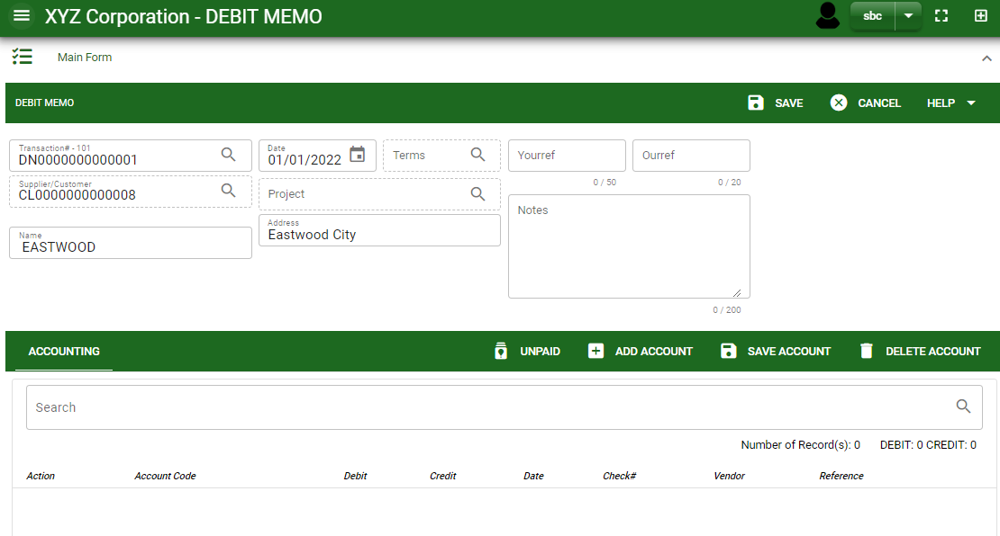 XYZ Corporation - DEBIT MEMO
sbc
Main Form
DEBIT MEMO
SAVE
CANCEL
HELP
Transaction# - 101
DN0000000000001
Date
01/01/2022
Terms
Yourref
Ourref
0 / 50
0 / 20
Supplier/Customer
CL0000000000008
Project
Notes
Name
EASTWOOD
Address
Eastwood City
0 / 200
ACCOUNTING
UNPAID
ADD ACCOUNT
SAVE ACCOUNT
DELETE ACCOUNT
Search
Number of Record(s): 0 DEBIT: 0 CREDIT: 0
Action Account Code Debit Credit Date Check# Vendor Reference